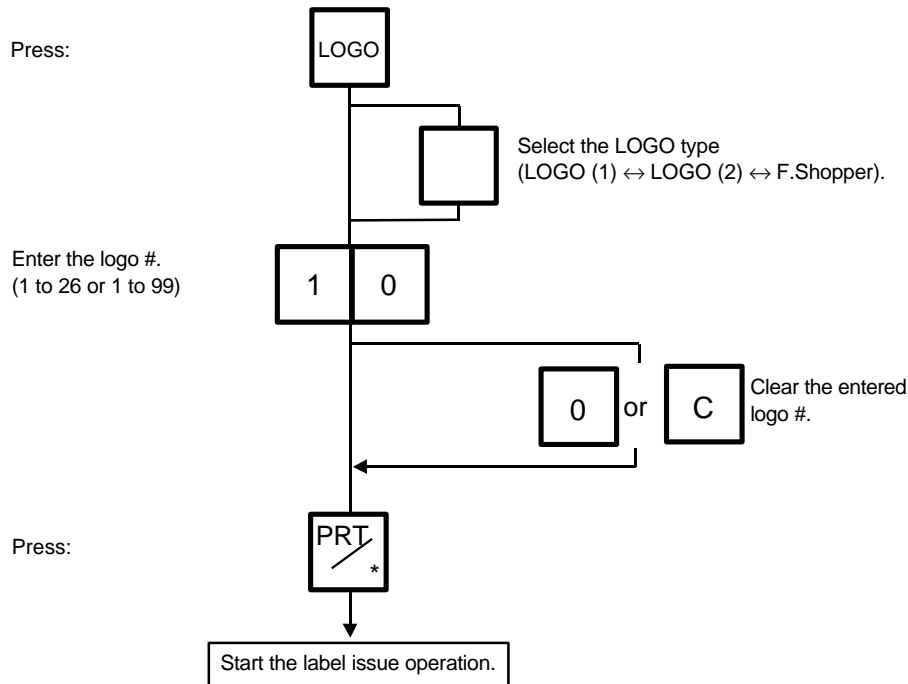 Press:
LOGO
Select the LOGO type
(LOGO (1) ↔ LOGO (2) ↔ F.Shopper).
Enter the logo #.
(1 to 26 or 1 to 99)
1 0
0 or C
Clear the entered
logo #.
Press:
PRT
*
Start the label issue operation.